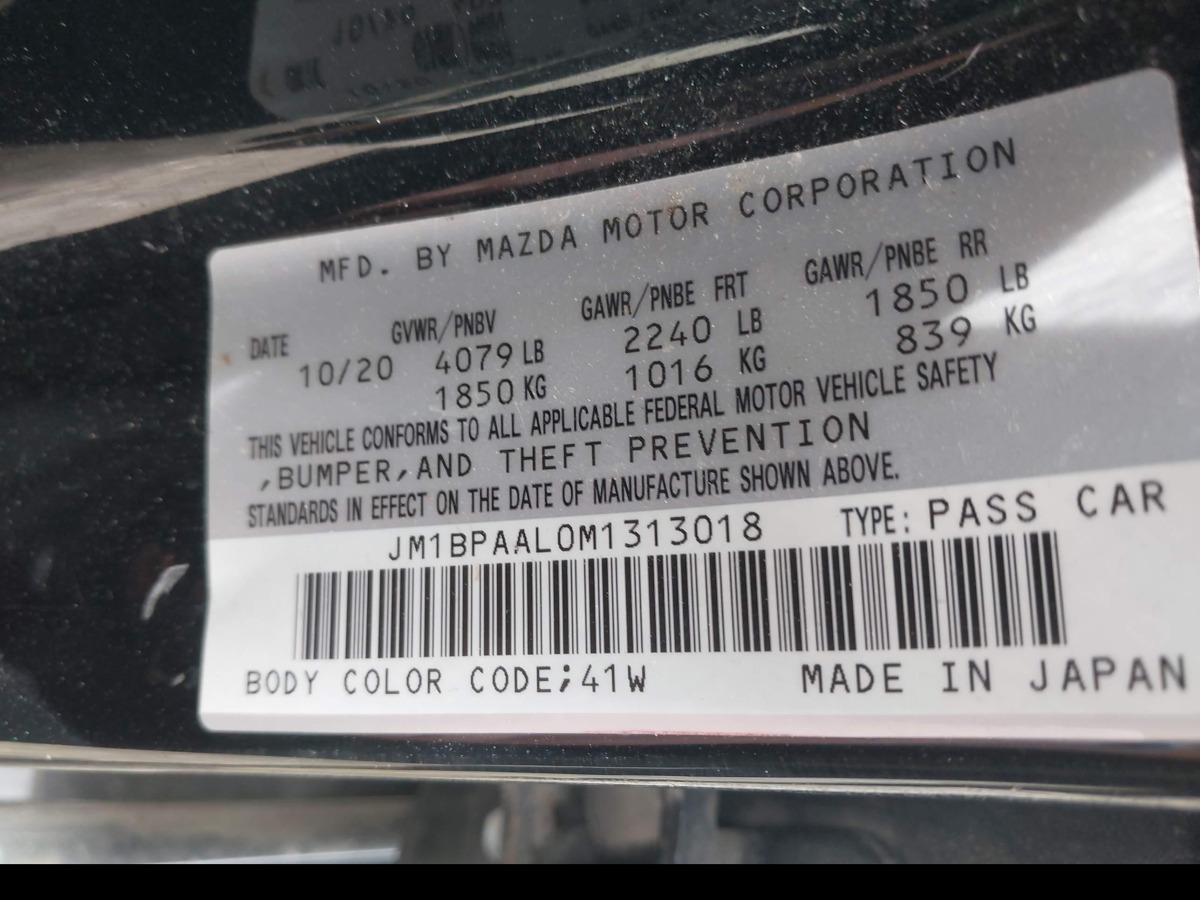 MFD. BY MAZDA MOTOR CORPORATION
DATE GVWR/PNBV GAWR/PNBE FRT GAWR/PNBE RR
10/20 4079 LB 2240 LB 1850 LB
1850 KG 1016 KG 839 KG
THIS VEHICLE CONFORMS TO ALL APPLICABLE FEDERAL MOTOR VEHICLE SAFETY
,BUMPER,AND THEFT PREVENTION
STANDARDS IN EFFECT ON THE DATE OF MANUFACTURE SHOWN ABOVE.
JM1BPAAL0M1313018 TYPE: PASS CAR
BODY COLOR CODE;41W MADE IN JAPAN